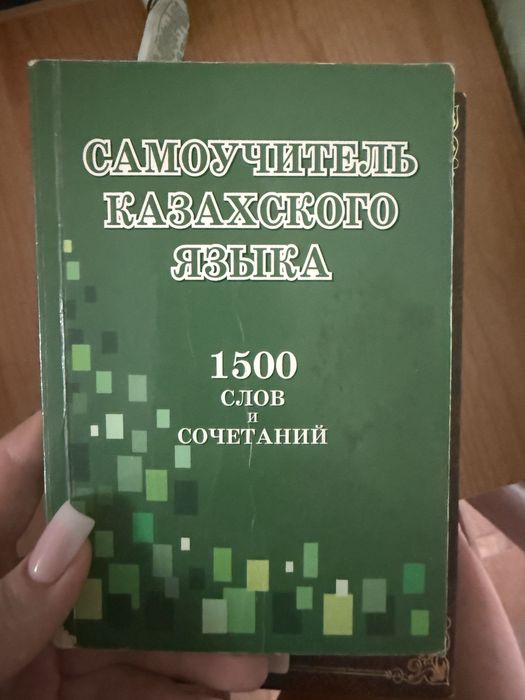 САМОУЧИТЕЛЬ
КАЗАХСКОГО
ЯЗЫКА
1500
СЛОВ
И
СОЧЕТАНИЙ